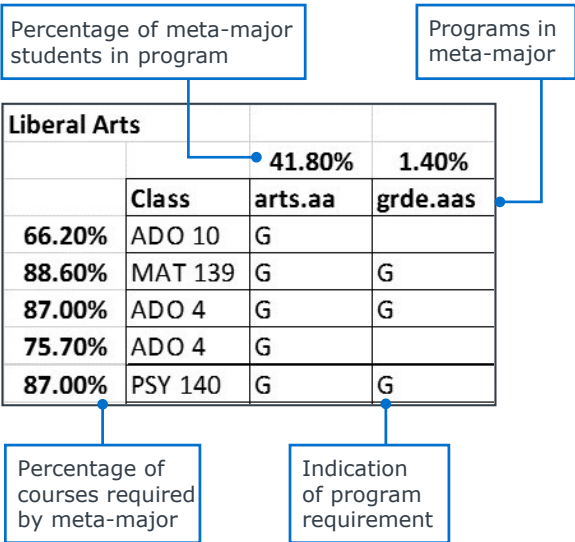 Percentage of meta-major
students in program
Programs in
meta-major
Liberal Arts
41.80% 1.40%
Class arts.aa grde.aas
66.20% ADO 10 G
88.60% MAT 139 G G
87.00% ADO 4 G G
75.70% ADO 4 G
87.00% PSY 140 G G
Percentage of
courses required
by meta-major
Indication
of program
requirement